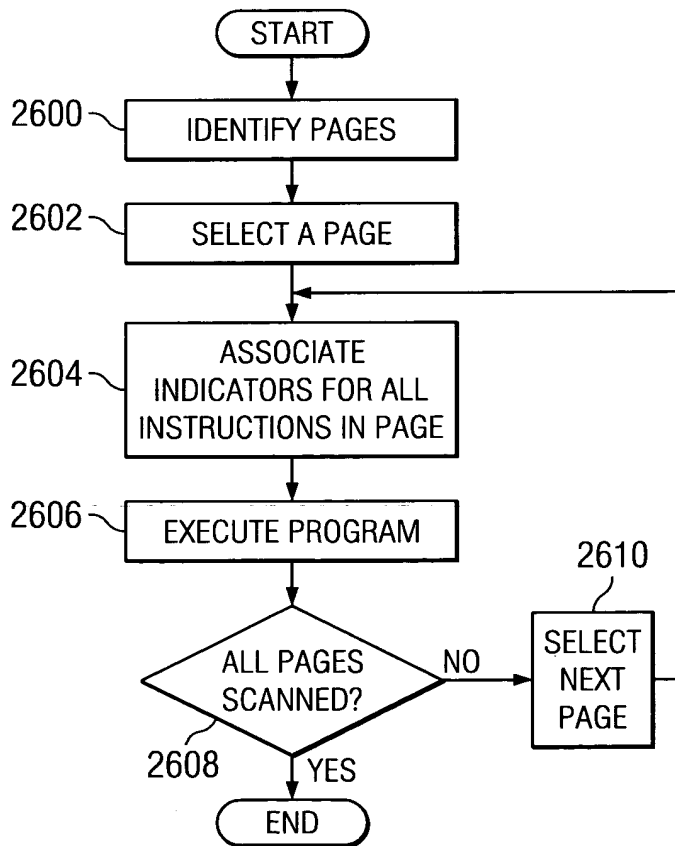 START
2600
IDENTIFY PAGES
2602
SELECT A PAGE
2604
ASSOCIATE
INDICATORS FOR ALL
INSTRUCTIONS IN PAGE
2606
EXECUTE PROGRAM
2610
ALL PAGES
SCANNED?
NO
SELECT
NEXT
PAGE
2608
YES
END